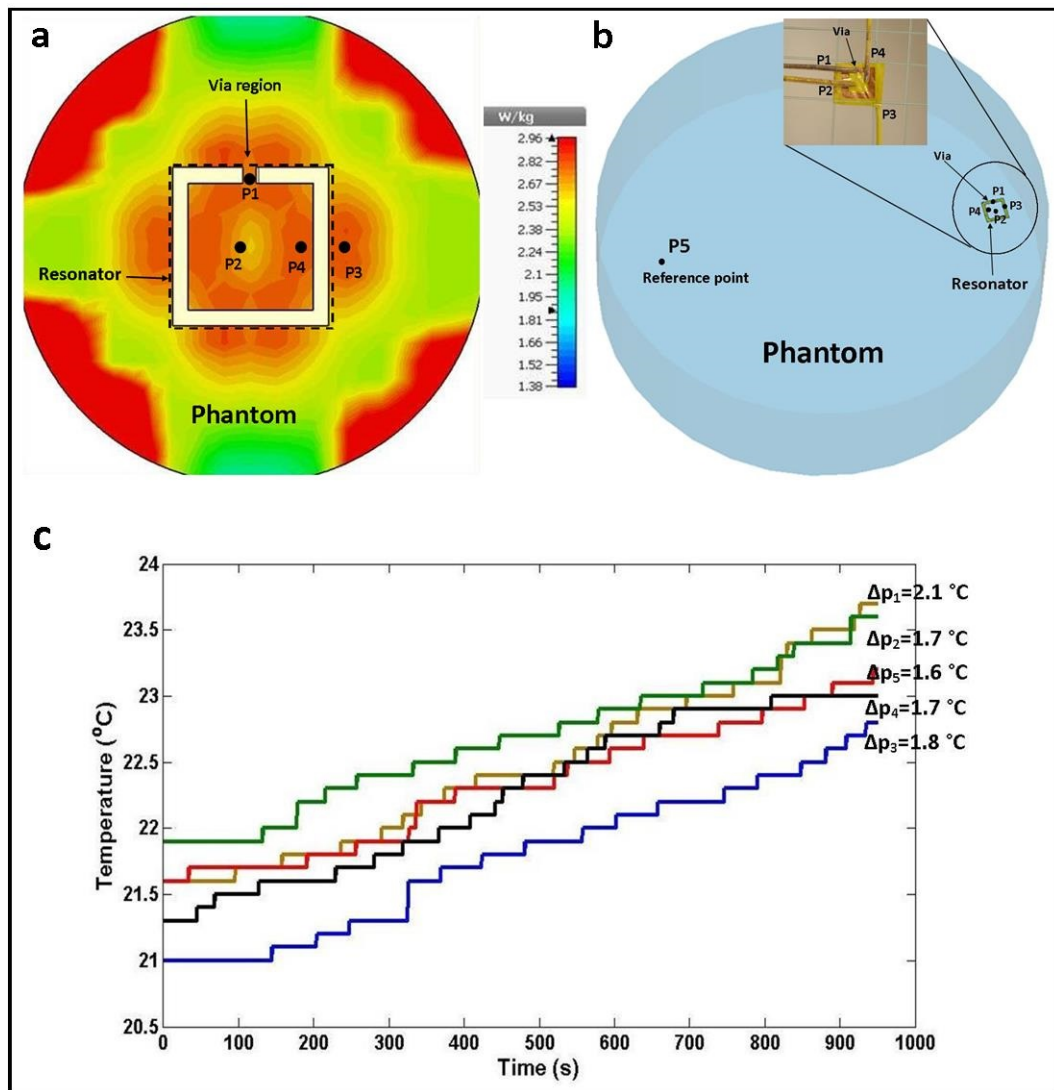 a
Via region
P1
P2
P4
P3
Resonator
Phantom
W/kg
2.96
2.82
2.67
2.53
2.39
2.24
2.1
1.95
1.81
1.66
1.52
1.38
b
Via
P1
P4
P2
P3
Via
P1
P4
P3
P2
P5
Reference point
Resonator
Phantom
c
24
23.5
23
22.5
22
21.5
21
20.5
Temperature (°C)
Δp₁=2.1 °C
Δp₂=1.7 °C
Δp₅=1.6 °C
Δp₄=1.7 °C
Δp₃=1.8 °C
0 100 200 300 400 500 600 700 800 900 1000
Time (s)